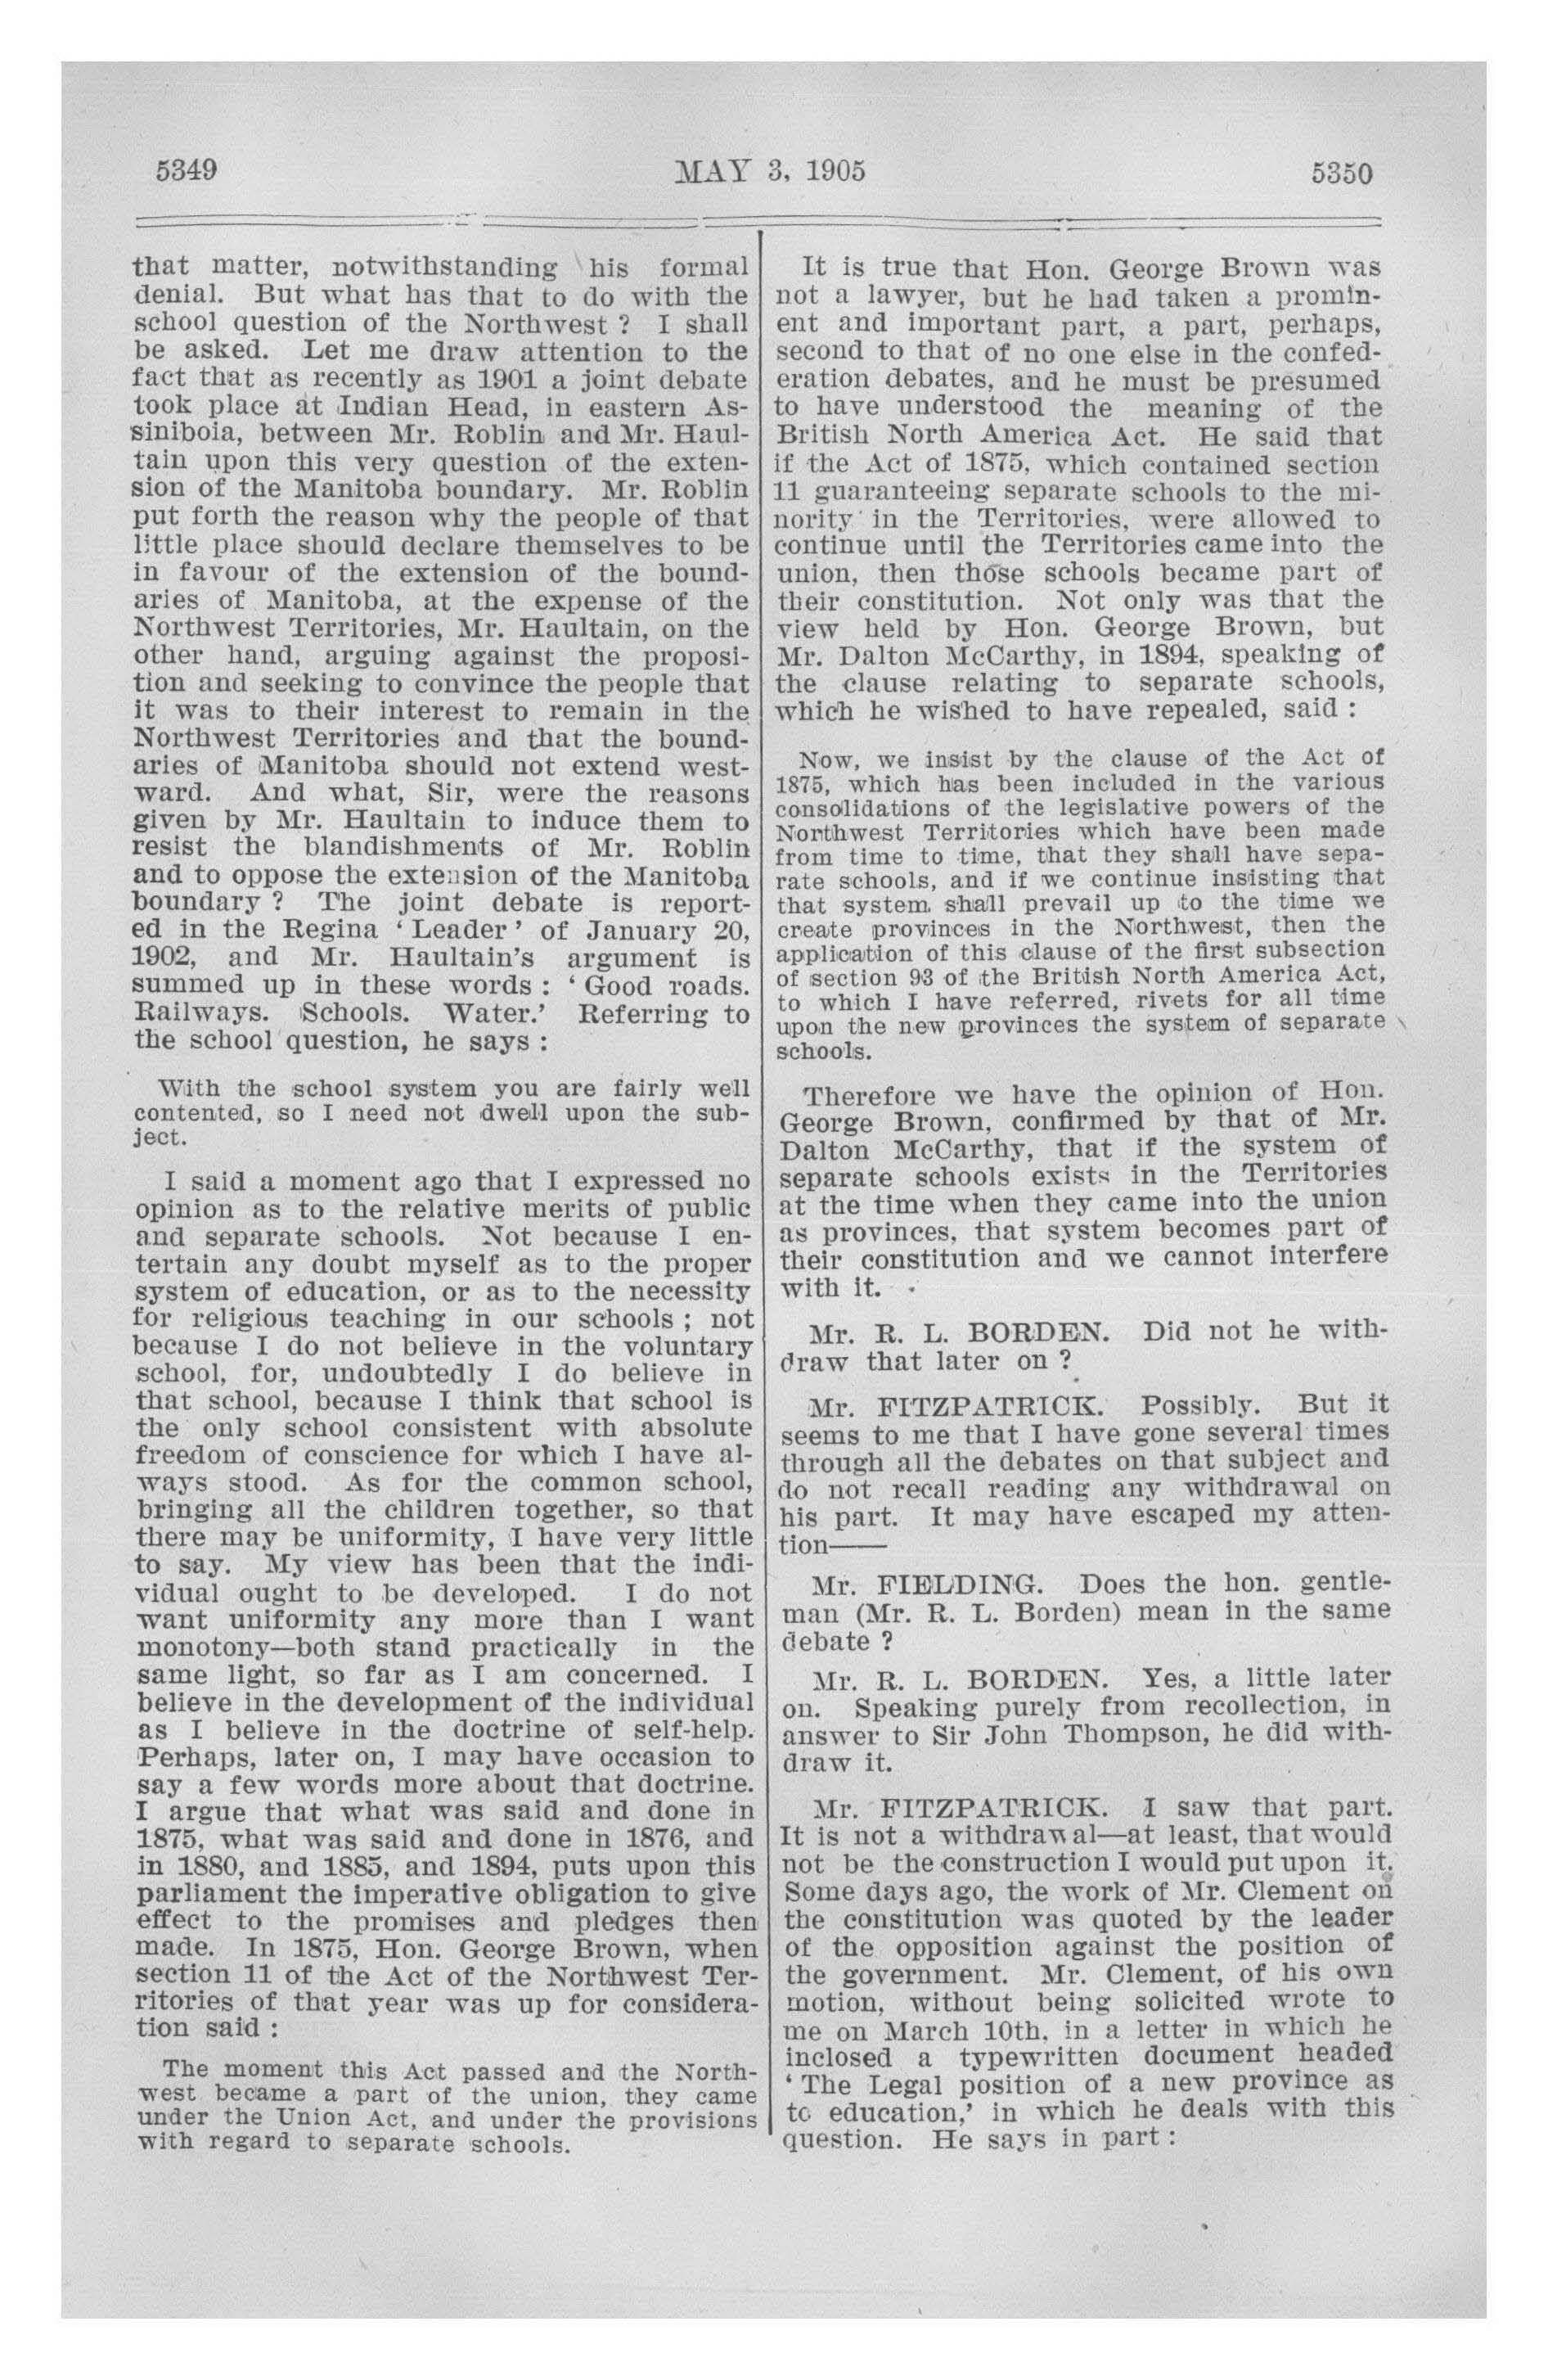 5349
MAY 3, 1905
5350
that matter, notwithstanding his formal
denial. But what has that to do with the
school question of the Northwest ? I shall
be asked. Let me draw attention to the
fact that as recently as 1901 a joint debate
took place at Indian Head, in eastern As-
siniboia, between Mr. Roblin and Mr. Haul-
tain upon this very question of the exten-
sion of the Manitoba boundary. Mr. Roblin
put forth the reason why the people of that
little place should declare themselves to be
in favour of the extension of the bound-
aries of Manitoba, at the expense of the
Northwest Territories, Mr. Haultain, on the
other hand, arguing against the proposi-
tion and seeking to convince the people that
it was to their interest to remain in the
Northwest Territories and that the bound-
aries of Manitoba should not extend west-
ward. And what, Sir, were the reasons
given by Mr. Haultain to induce them to
resist the blandishments of Mr. Roblin
and to oppose the extension of the Manitoba
boundary ? The joint debate is report-
ed in the Regina ‘ Leader ’ of January 20,
1902, and Mr. Haultain's argument is
summed up in these words : ‘ Good roads.
Railways. Schools. Water.’ Referring to
the school question, he says :
With the school system you are fairly well
contented, so I need not dwell upon the sub-
ject.
I said a moment ago that I expressed no
opinion as to the relative merits of public
and separate schools. Not because I en-
tertain any doubt myself as to the proper
system of education, or as to the necessity
for religious teaching in our schools ; not
because I do not believe in the voluntary
school, for, undoubtedly I do believe in
that school, because I think that school is
the only school consistent with absolute
freedom of conscience for which I have al-
ways stood. As for the common school,
bringing all the children together, so that
there may be uniformity, I have very little
to say. My view has been that the indi-
vidual ought to be developed. I do not
want uniformity any more than I want
monotony—both stand practically in the
same light, so far as I am concerned. I
believe in the development of the individual
as I believe in the doctrine of self-help.
Perhaps, later on, I may have occasion to
say a few words more about that doctrine.
I argue that what was said and done in
1875, what was said and done in 1876, and
in 1880, and 1885, and 1894, puts upon this
parliament the imperative obligation to give
effect to the promises and pledges then
made. In 1875, Hon. George Brown, when
section 11 of the Act of the Northwest Ter-
ritories of that year was up for considera-
tion said :
The moment this Act passed and the North-
west became a part of the union, they came
under the Union Act, and under the provisions
with regard to separate schools.
It is true that Hon. George Brown was
not a lawyer, but he had taken a promin-
ent and important part, a part, perhaps,
second to that of no one else in the confed-
eration debates, and he must be presumed
to have understood the meaning of the
British North America Act. He said that
if the Act of 1875, which contained section
11 guaranteeing separate schools to the mi-
nority in the Territories, were allowed to
continue until the Territories came into the
union, then those schools became part of
their constitution. Not only was that the
view held by Hon. George Brown, but
Mr. Dalton McCarthy, in 1894, speaking of
the clause relating to separate schools,
which he wished to have repealed, said :
Now, we insist by the clause of the Act of
1875, which has been included in the various
consolidations of the legislative powers of the
Northwest Territories which have been made
from time to time, that they shall have sepa-
rate schools, and if we continue insisting that
that system shall prevail up to the time we
create provinces in the Northwest, then the
application of this clause of the first subsection
of section 93 of the British North America Act,
to which I have referred, rivets for all time
upon the new provinces the system of separate
schools.
Therefore we have the opinion of Hon.
George Brown, confirmed by that of Mr.
Dalton McCarthy, that if the system of
separate schools exists in the Territories
at the time when they came into the union
as provinces, that system becomes part of
their constitution and we cannot interfere
with it.
Mr. R. L. BORDEN. Did not he with-
draw that later on ?
Mr. FITZPATRICK. Possibly. But it
seems to me that I have gone several times
through all the debates on that subject and
do not recall reading any withdrawal on
his part. It may have escaped my atten-
tion——
Mr. FIELDING. Does the hon. gentle-
man (Mr. R. L. Borden) mean in the same
debate ?
Mr. R. L. BORDEN. Yes, a little later
on. Speaking purely from recollection, in
answer to Sir John Thompson, he did with-
draw it.
Mr. FITZPATRICK. I saw that part.
It is not a withdrawal—at least, that would
not be the construction I would put upon it.
Some days ago, the work of Mr. Clement on
the constitution was quoted by the leader
of the opposition against the position of
the government. Mr. Clement, of his own
motion, without being solicited wrote to
me on March 10th, in a letter in which he
inclosed a typewritten document headed
‘ The Legal position of a new province as
to education,’ in which he deals with this
question. He says in part :